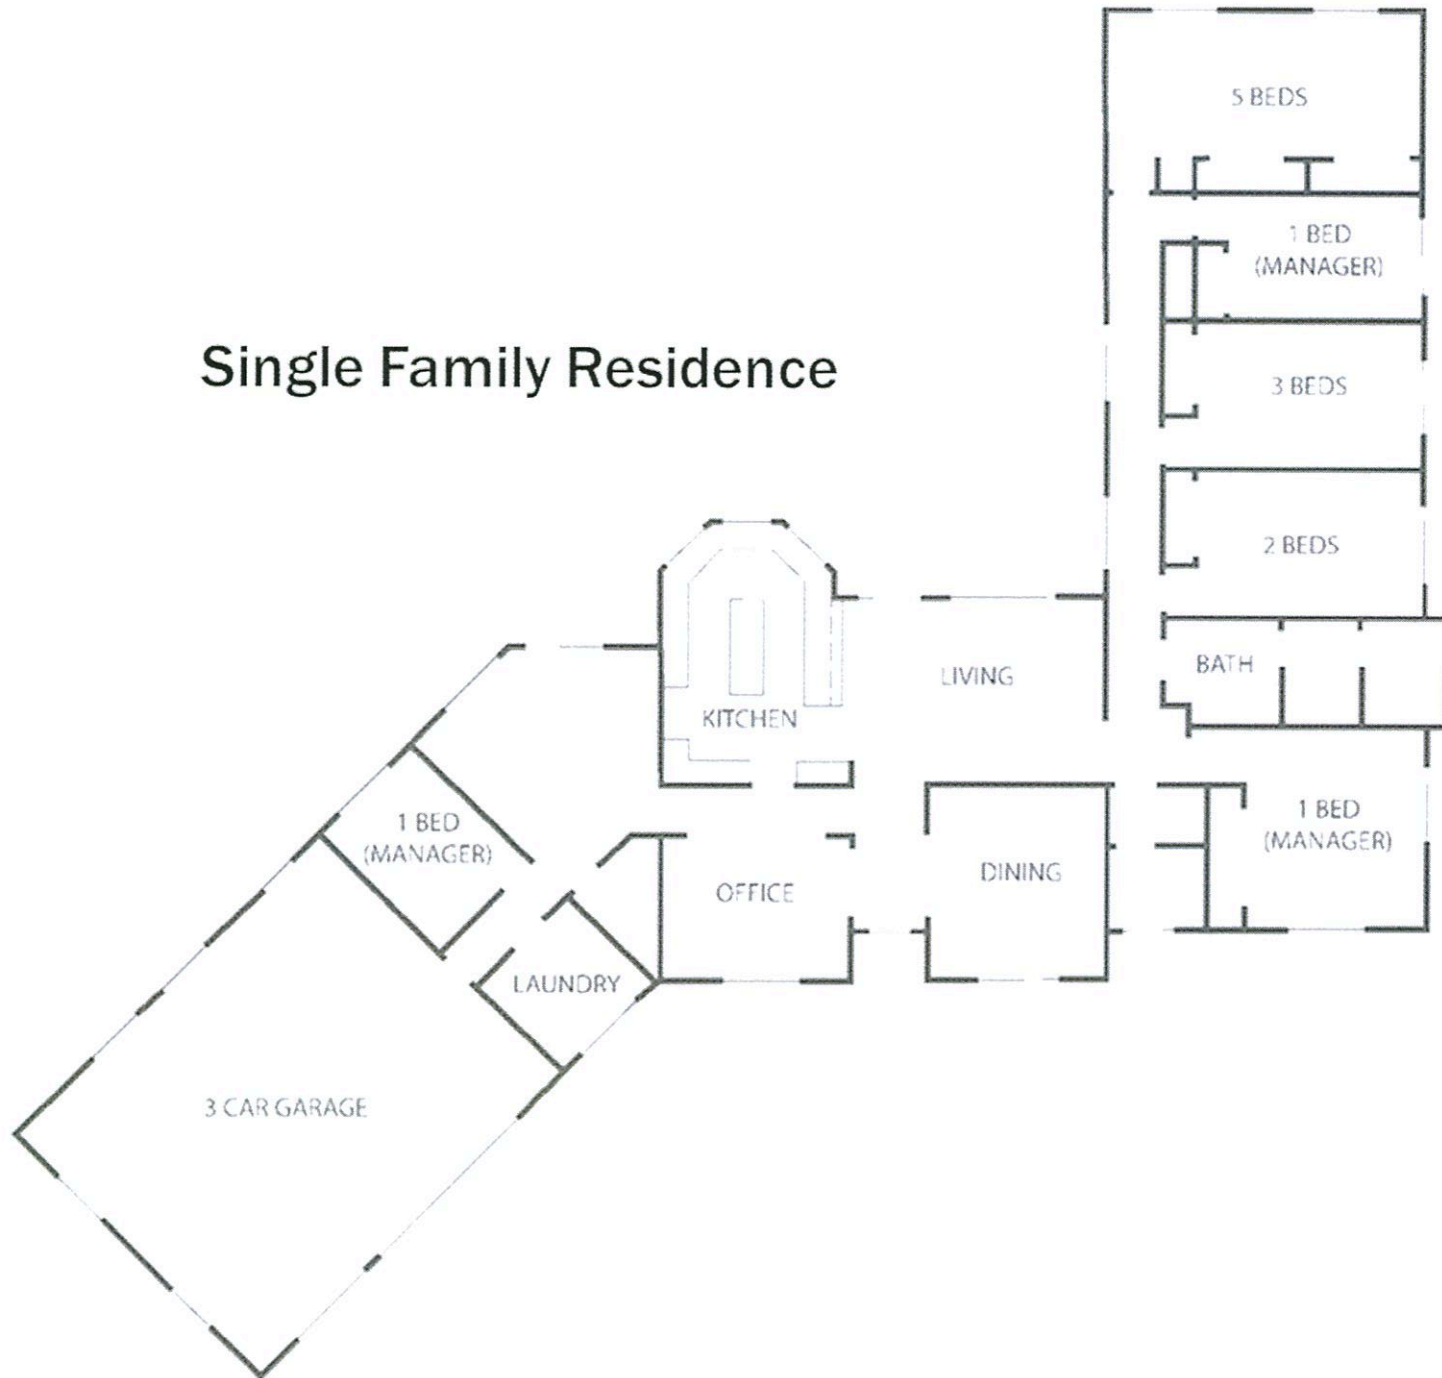 5 BEDS
1 BED
(MANAGER)
Single Family Residence
3 BEDS
2 BEDS
BATH
LIVING
KITCHEN
1 BED
(MANAGER)
1 BED
(MANAGER)
DINING
OFFICE
LAUNDRY
3 CAR GARAGE